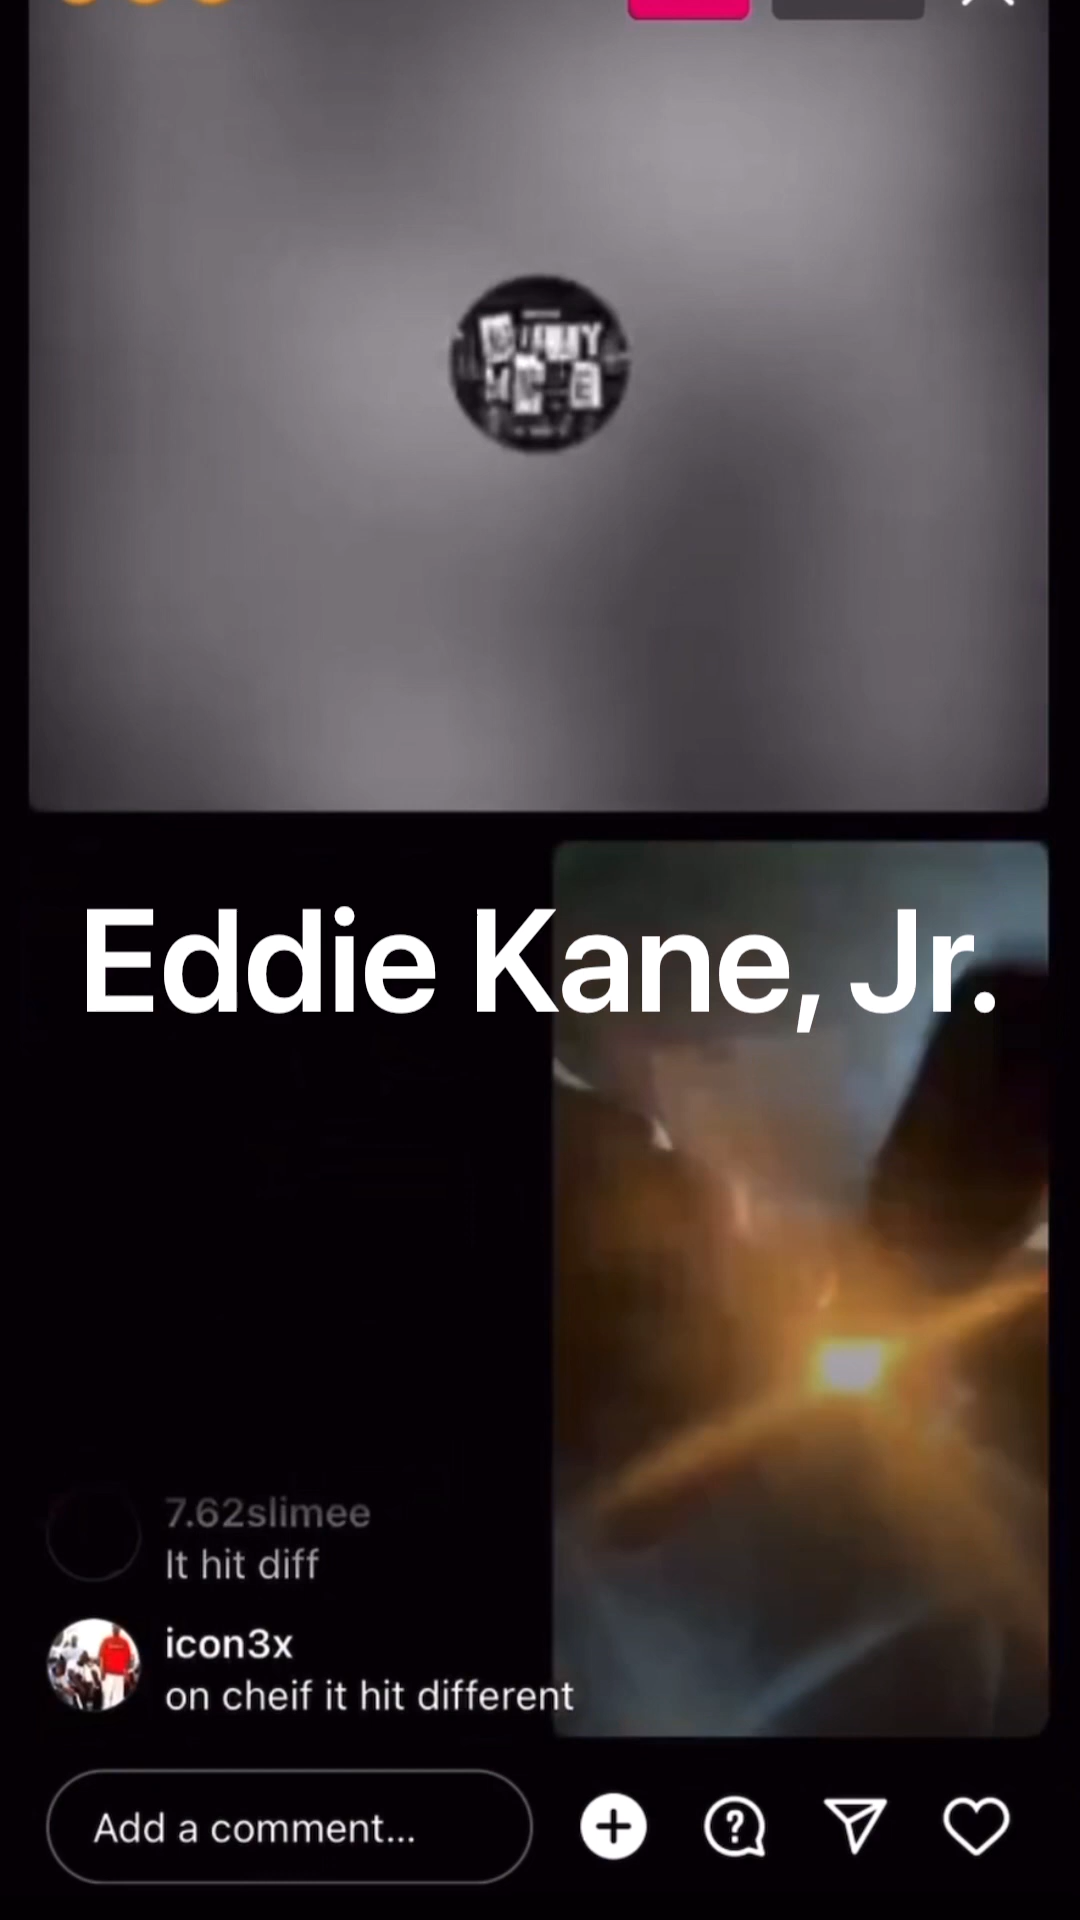 Eddie Kane, Jr.
7.62slimee
It hit diff
icon3x
on cheif it hit different
Add a comment...